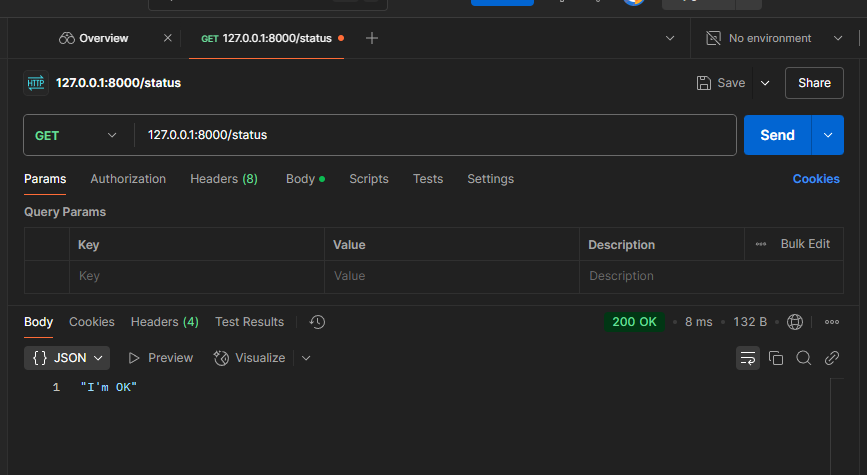 Overview
GET 127.0.0.1:8000/status
No environment
HTTP 127.0.0.1:8000/status
Save
Share
GET 127.0.0.1:8000/status
Send
Params Authorization Headers (8) Body Scripts Tests Settings Cookies
Query Params
Key Value Description Bulk Edit
Key Value Description
Body Cookies Headers (4) Test Results 200 OK 8 ms 132 B
{} JSON Preview Visualize
1 "I'm OK"